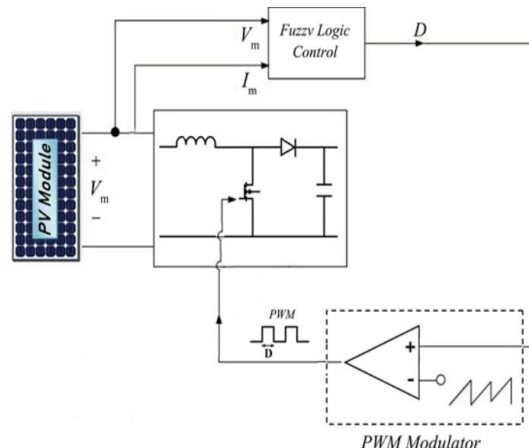 Fuzzv Logic
Control
V m
I m
D
PV Module
+
V m
−
PWM
D
+
-
PWM Modulator